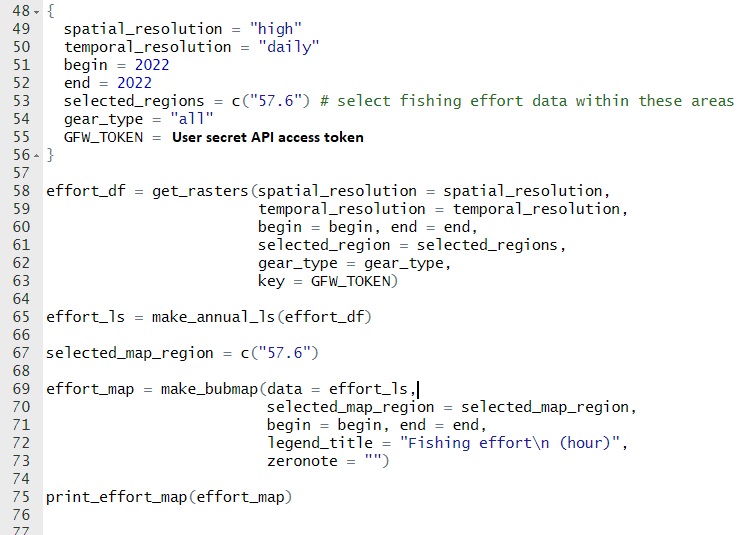 48 {
49 spatial_resolution = "high"
50 temporal_resolution = "daily"
51 begin = 2022
52 end = 2022
53 selected_regions = c("57.6") # select fishing effort data within these areas
54 gear_type = "all"
55 GFW_TOKEN = User secret API access token
56 }
57
58 effort_df = get_rasters(spatial_resolution = spatial_resolution,
59 temporal_resolution = temporal_resolution,
60 begin = begin, end = end,
61 selected_region = selected_regions,
62 gear_type = gear_type,
63 key = GFW_TOKEN)
64
65 effort_ls = make_annual_ls(effort_df)
66
67 selected_map_region = c("57.6")
68
69 effort_map = make_bubmap(data = effort_ls,
70 selected_map_region = selected_map_region,
71 begin = begin, end = end,
72 legend_title = "Fishing effort\n (hour)",
73 zeronote = "")
74
75 print_effort_map(effort_map)
76
77